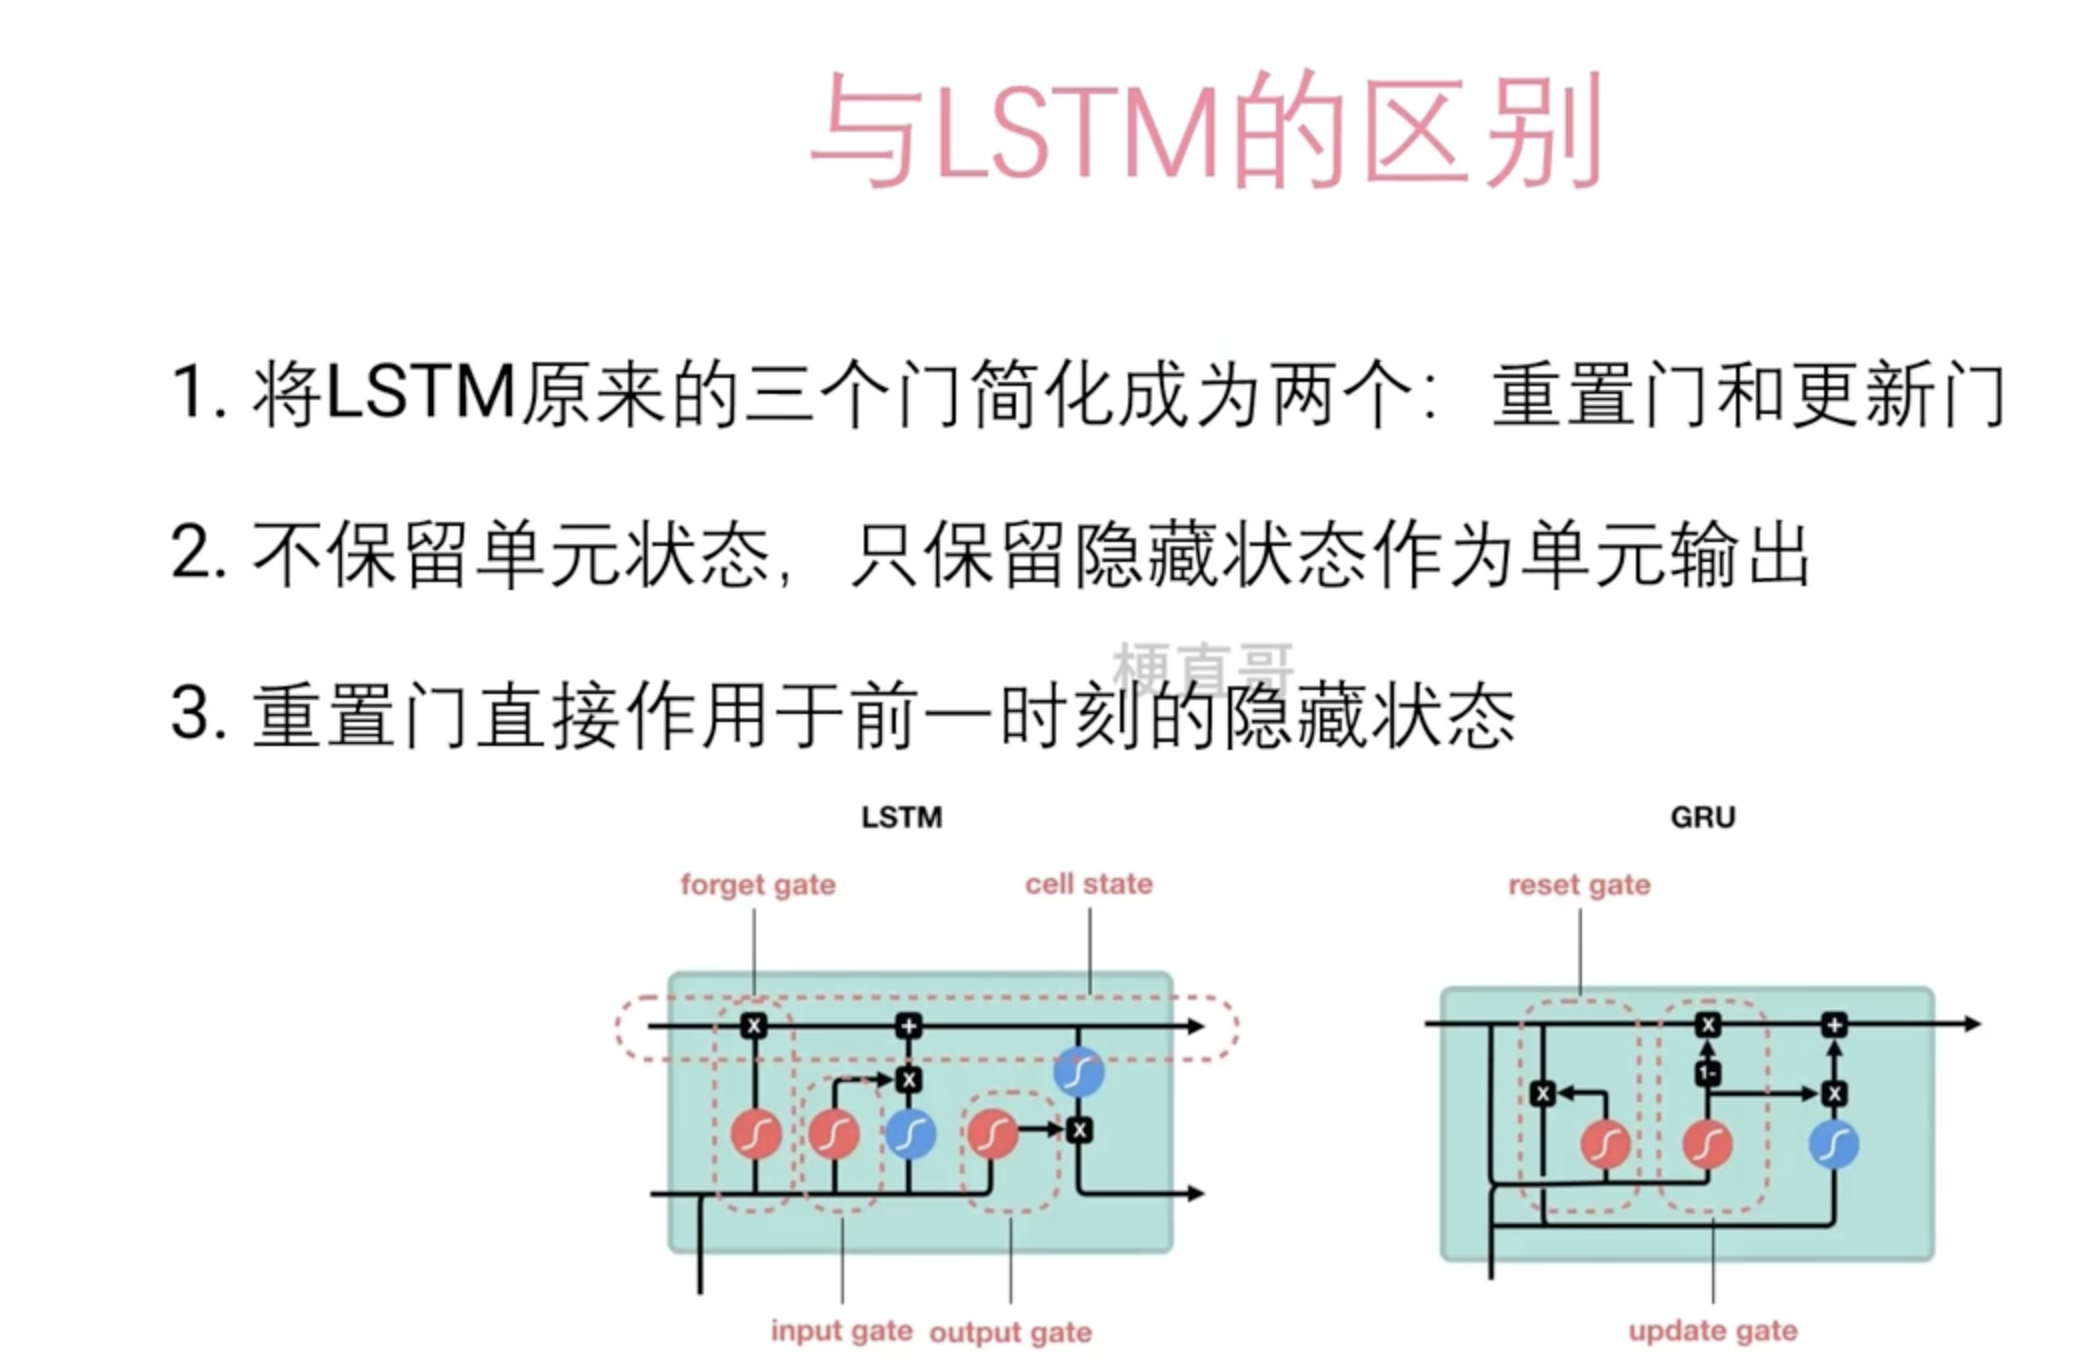 与LSTM的区别
1. 将LSTM原来的三个门简化成为两个：重置门和更新门
2. 不保留单元状态，只保留隐藏状态作为单元输出
梗直哥
3. 重置门直接作用于前一时刻的隐藏状态
LSTM
GRU
forget gate
cell state
reset gate
x
+
x
+
x
1-
x
x
x
input gate
output gate
update gate